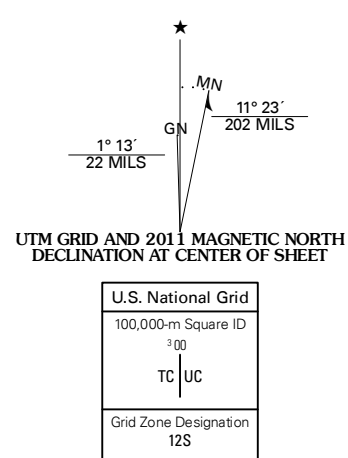 ★
MN
11° 23´
202 MILS
GN
1° 13´
22 MILS
UTM GRID AND 2011 MAGNETIC NORTH
DECLINATION AT CENTER OF SHEET
U.S. National Grid
100,000-m Square ID
³00
TC UC
Grid Zone Designation
12S